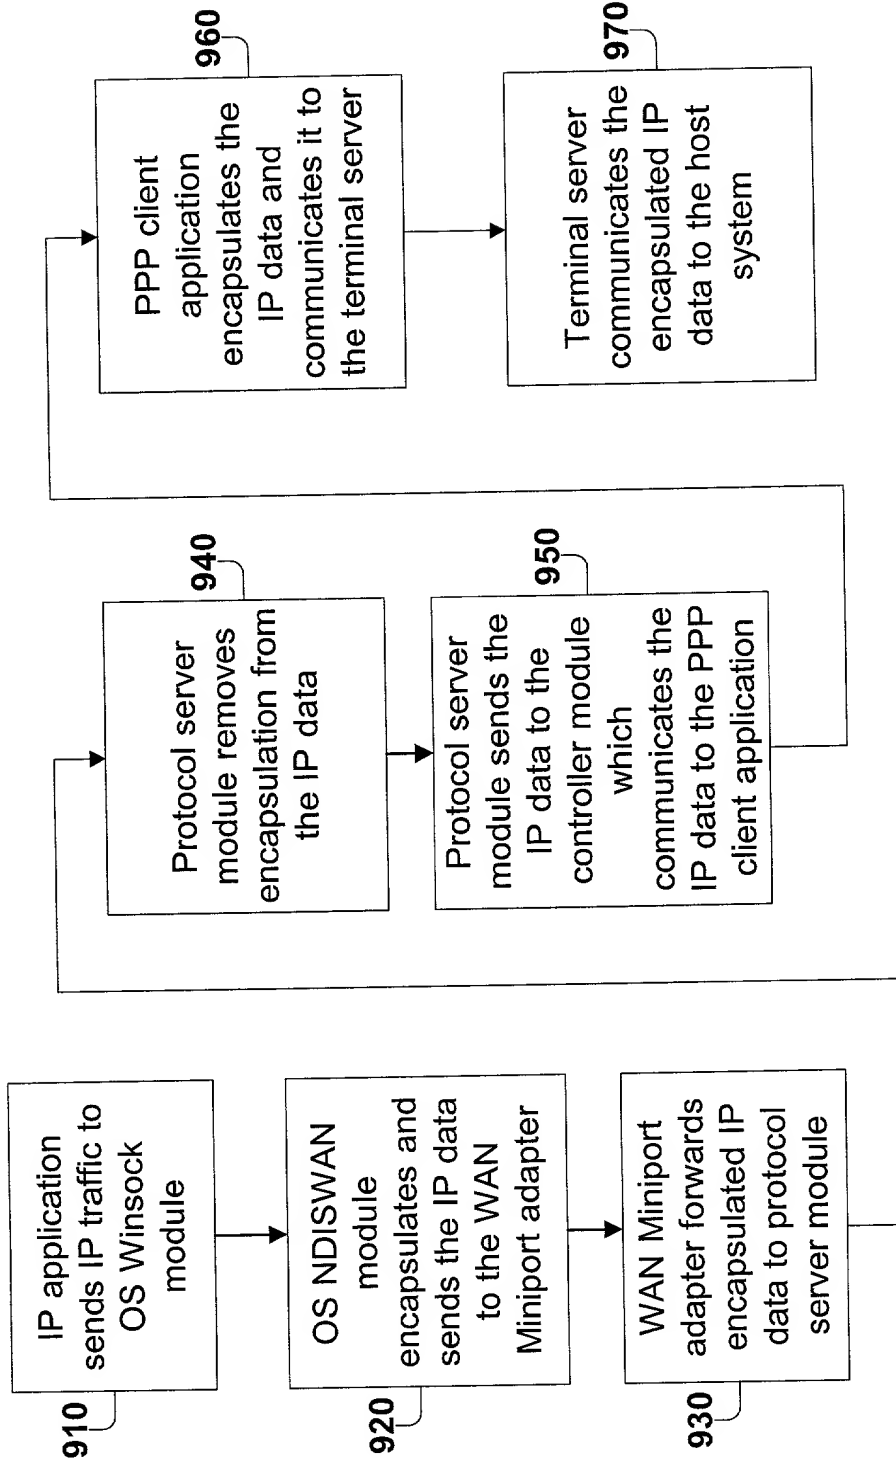 910
IP application
sends IP traffic to
OS Winsock
module
920
OS NDISWAN
module
encapsulates and
sends the IP data
to the WAN
Miniport adapter
930
WAN Miniport
adapter forwards
encapsulated IP
data to protocol
server module
940
Protocol server
module removes
encapsulation from
the IP data
950
Protocol server
module sends the
IP data to the
controller module
which
communicates the
IP data to the PPP
client application
960
PPP client
application
encapsulates the
IP data and
communicates it to
the terminal server
970
Terminal server
communicates the
encapsulated IP
data to the host
system